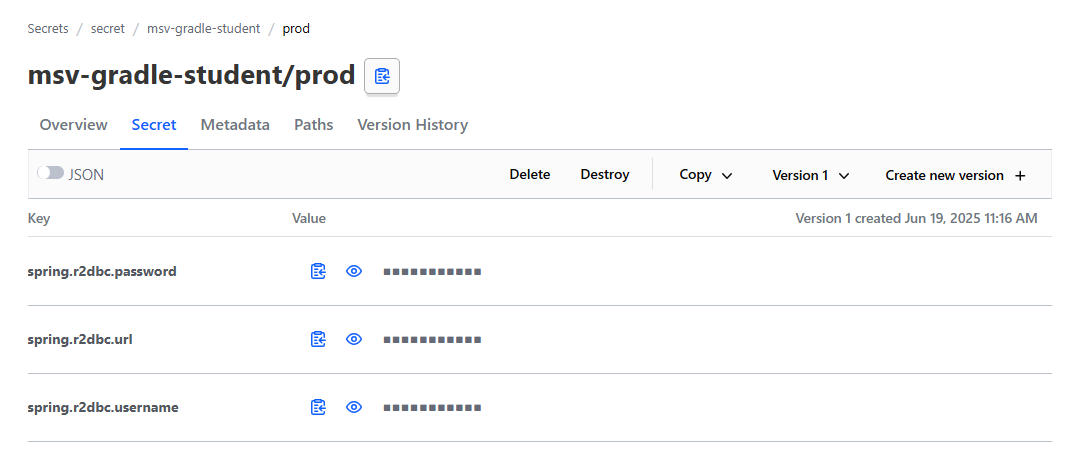 Secrets / secret / msv-gradle-student / prod
msv-gradle-student/prod
Overview Secret Metadata Paths Version History
JSON Delete Destroy Copy Version 1 Create new version +
Key Value Version 1 created Jun 19, 2025 11:16 AM
spring.r2dbc.password
spring.r2dbc.url
spring.r2dbc.username